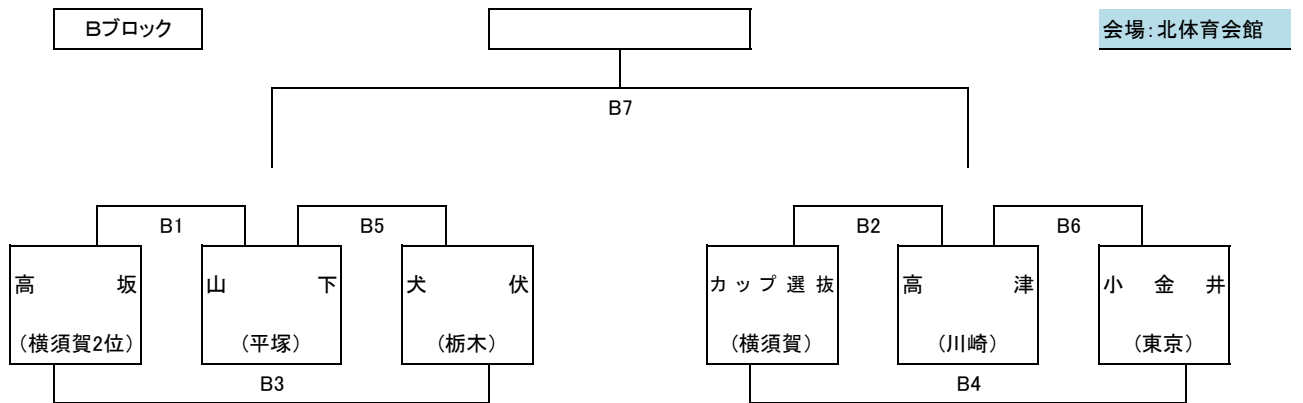 Bブロック
会場:北体育会館
B7
B1
B5
B2
B6
高坂
山下
犬伏
カップ選抜
高津
小金井
(横須賀2位)
(平塚)
(栃木)
(横須賀)
(川崎)
(東京)
B3
B4